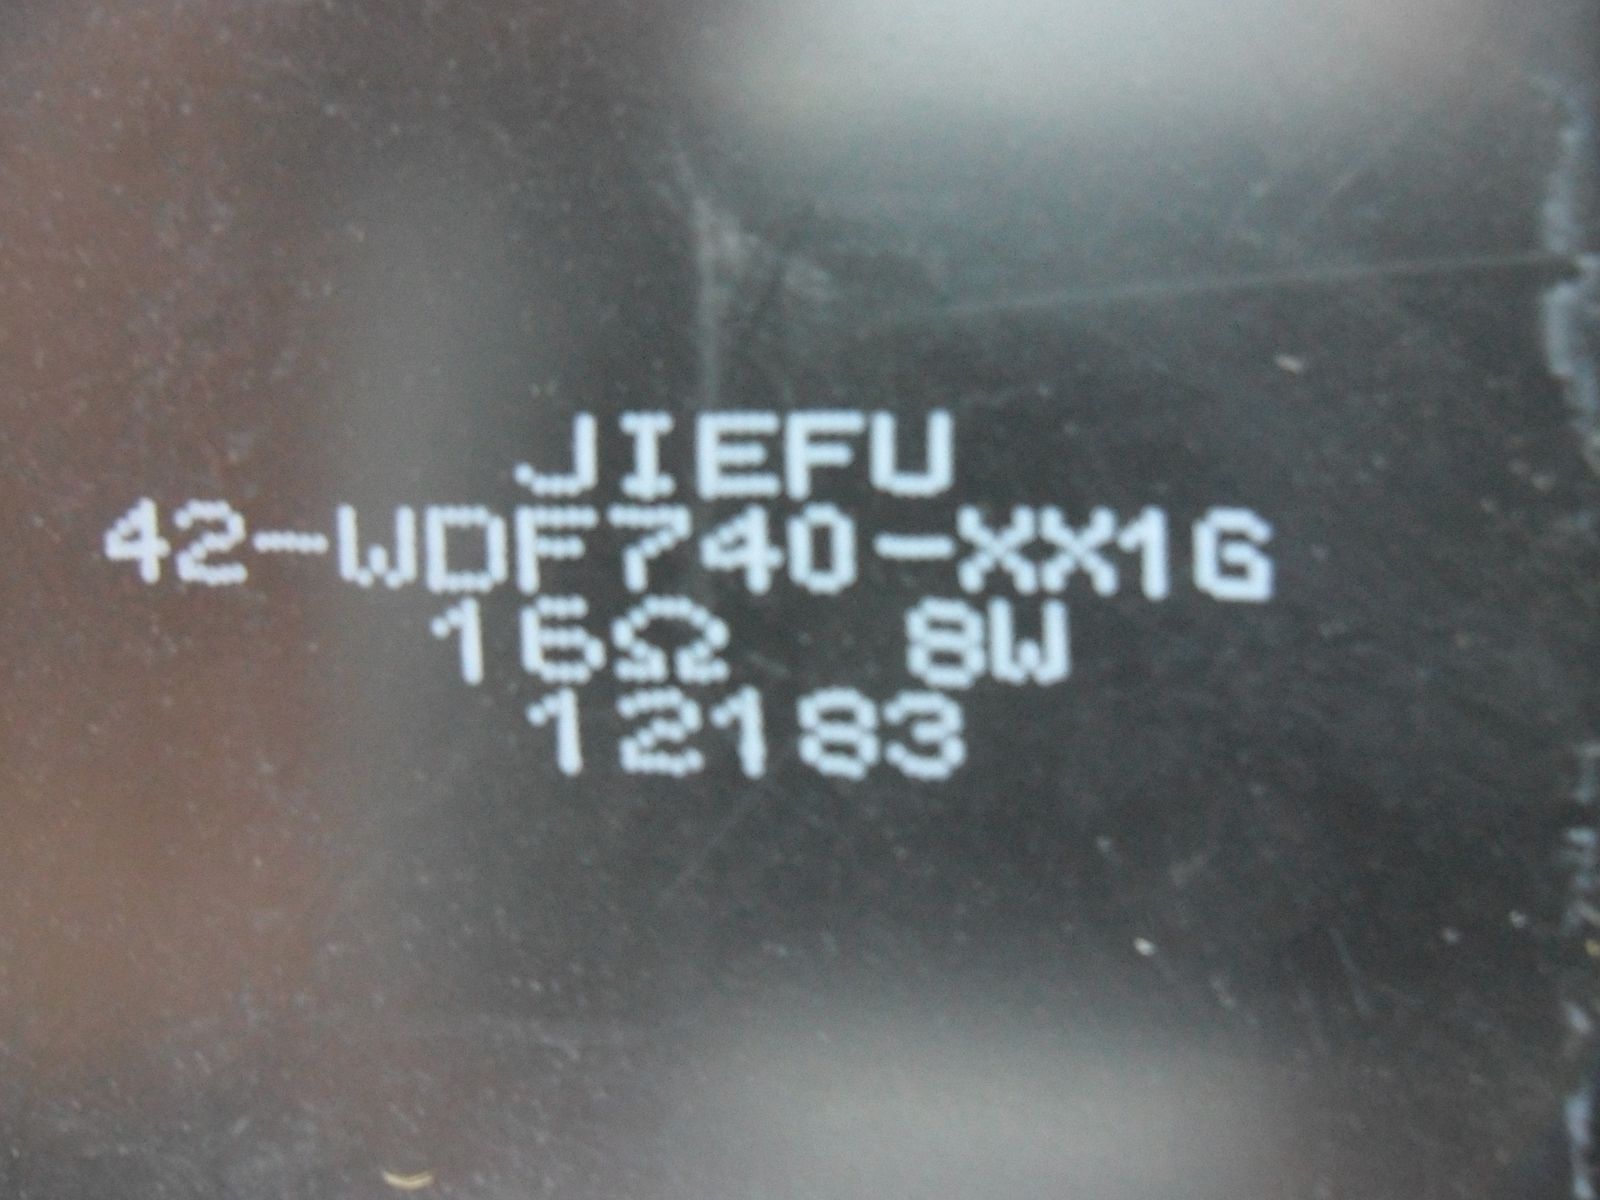 JIEFU
42-WDF740-XX1G
16Ω 8W
12183